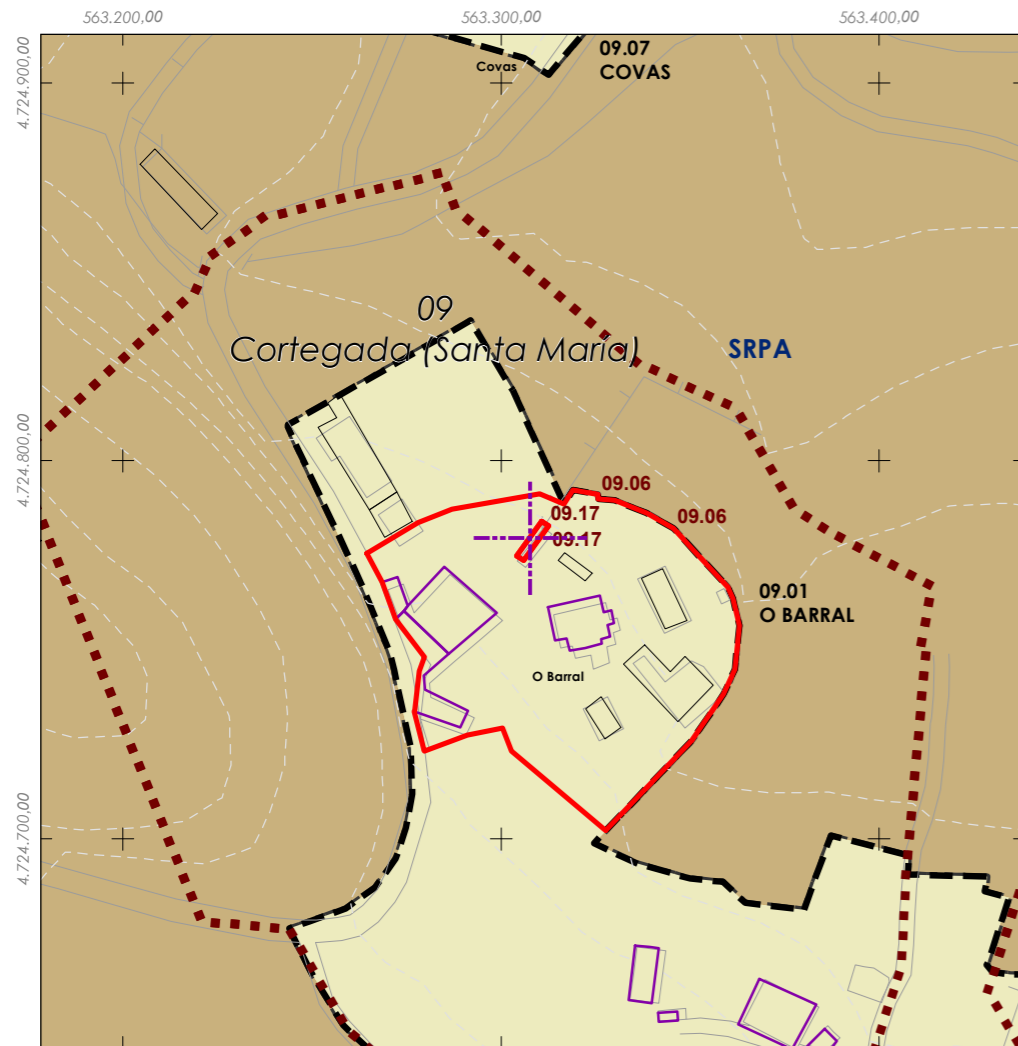 563.200,00
563.300,00
563.400,00
4.724.900,00
09.07
COVAS
Covas
09
Cortegada (Santa María)
SRPA
4.724.800,00
09.06
09.17
09.06
09.17
09.01
O BARRAL
O Barral
4.724.700,00